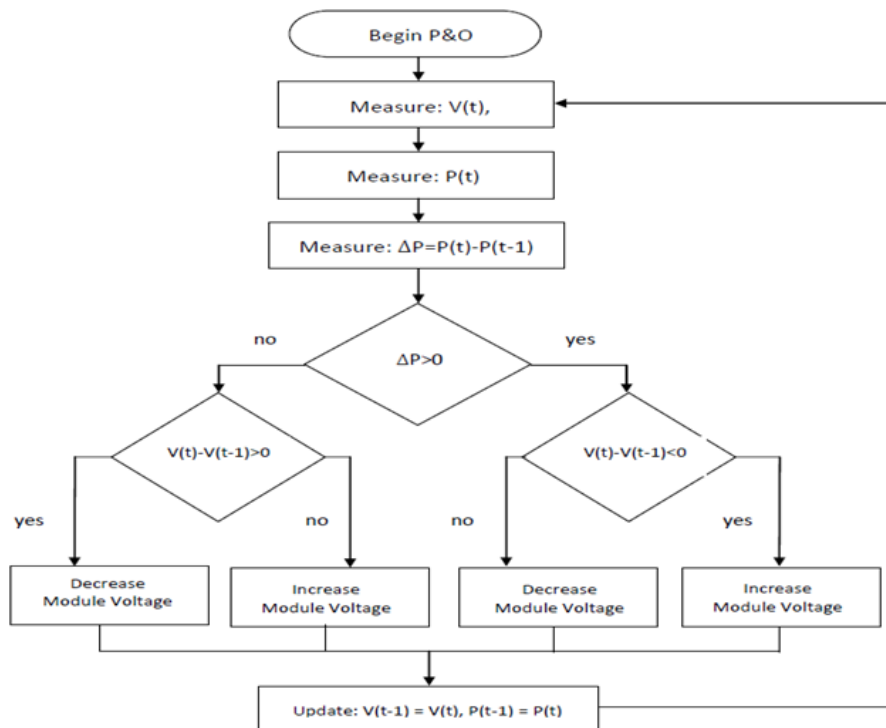 Begin P&O
Measure: V(t),
Measure: P(t)
Measure: ΔP=P(t)-P(t-1)
no
yes
ΔP>0
V(t)-V(t-1)>0
V(t)-V(t-1)<0
yes
no
no
yes
Decrease
Module Voltage
Increase
Module Voltage
Decrease
Module Voltage
Increase
Module Voltage
Update: V(t-1) = V(t), P(t-1) = P(t)